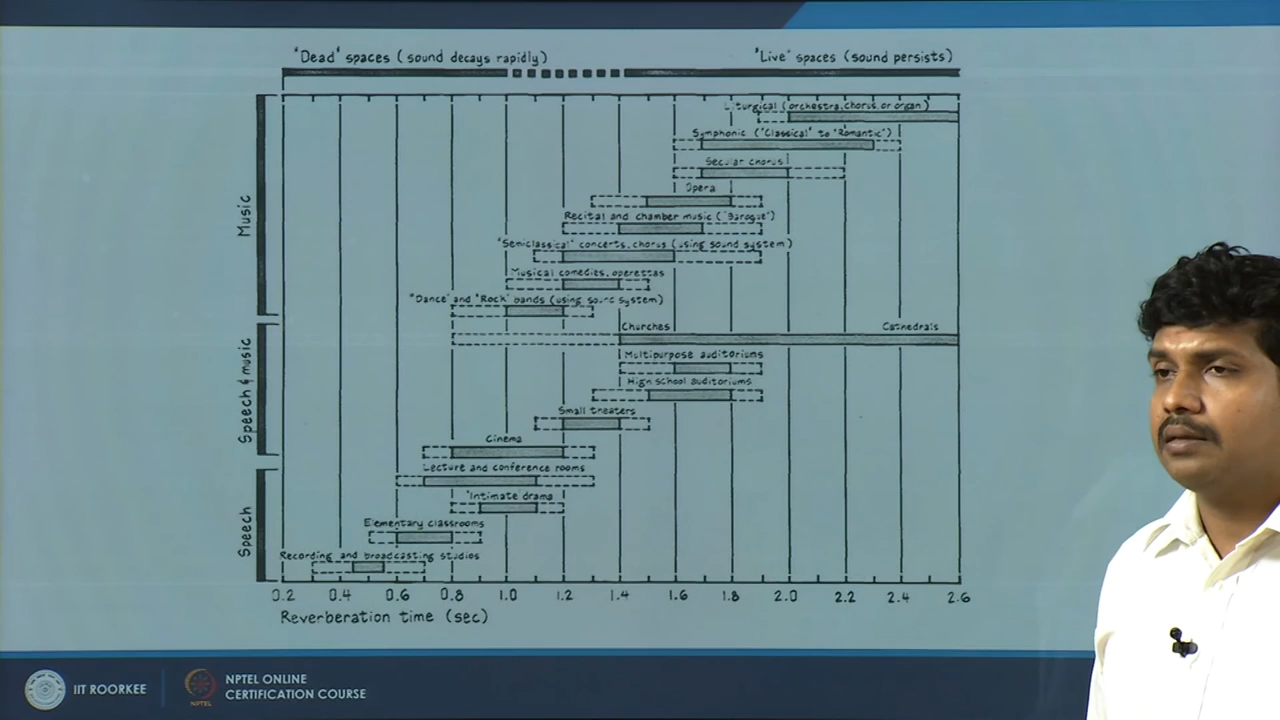 "Dead" spaces (sound decays rapidly)
"Live" spaces (sound persists)
Music
Liturgical (orchestra, chorus, or organ)
Symphonic ("Classical" to "Romantic")
Secular chorus
Opera
Recital and chamber music ("Baroque")
"Semiclassical" concerts, chorus (using sound system)
Musical comedies, operettas
"Dance" and "Rock" bands (using sound system)
Speech & music
Churches
Cathedrals
Multipurpose auditoriums
High school auditoriums
Small theaters
Cinema
Speech
Lecture and conference rooms
Intimate drama
Elementary classrooms
Recording and broadcasting studios
0.2 0.4 0.6 0.8 1.0 1.2 1.4 1.6 1.8 2.0 2.2 2.4 2.6
Reverberation time (sec)
IIT ROORKEE
NPTEL
NPTEL ONLINE
CERTIFICATION COURSE